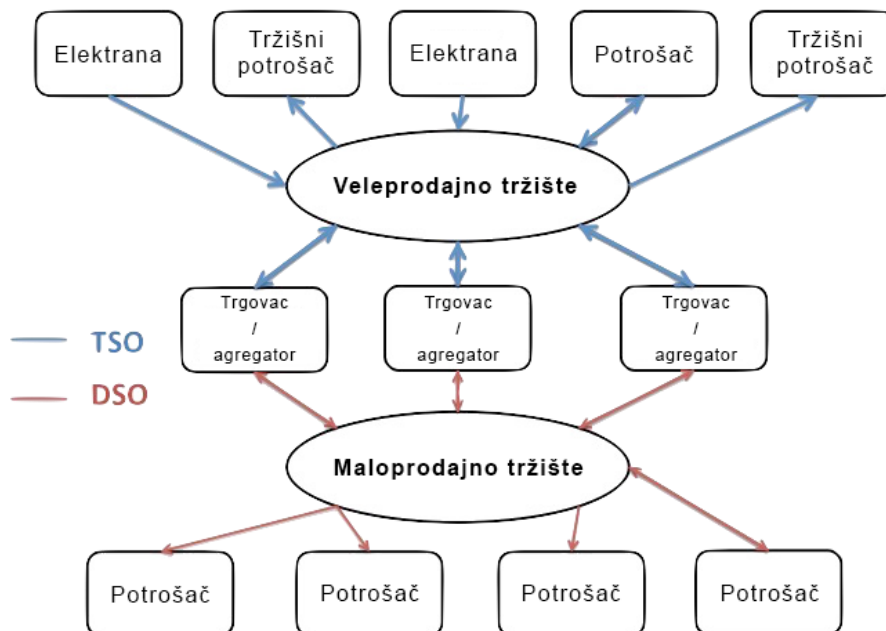 Elektrana
Tržišni
potrošač
Elektrana
Potrošač
Tržišni
potrošač
Veleprodajno tržište
Trgovac
/
agregator
Trgovac
/
agregator
Trgovac
/
agregator
TSO
DSO
Maloprodajno tržište
Potrošač
Potrošač
Potrošač
Potrošač